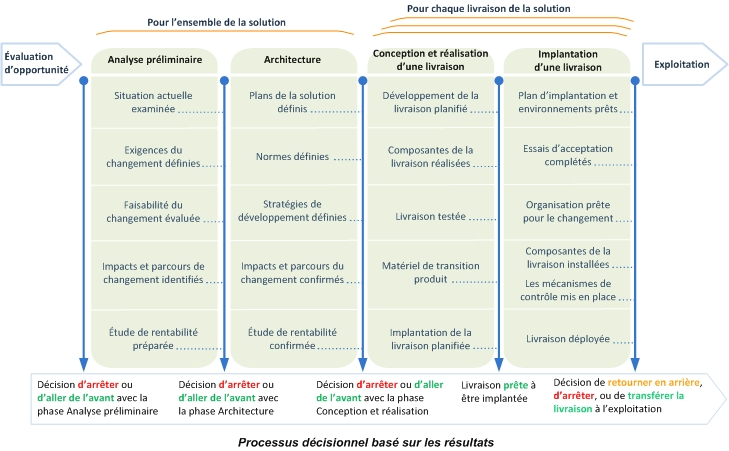 Pour l'ensemble de la solution
Pour chaque livraison de la solution
Évaluation
d'opportunité
Analyse préliminaire
Architecture
Conception et réalisation
d'une livraison
Implantation
d'une livraison
Exploitation
Situation actuelle
examinée
Plans de la solution
définis
Développement de la
livraison planifié
Plan d'implantation et
environnements prêts
Exigences du
changement définies
Normes définies
Composantes de la
livraison réalisées
Essais d'acceptation
complétés
Faisabilité du
changement évaluée
Stratégies de
développement définies
Livraison testée
Organisation prête
pour le changement
Impacts et parcours de
changement identifiés
Impacts et parcours du
changement confirmés
Matériel de transition
produit
Composantes de la
livraison installées
Les mécanismes de
contrôle mis en place
Étude de rentabilité
préparée
Étude de rentabilité
confirmée
Implantation de la
livraison planifiée
Livraison déployée
Décision d'arrêter ou
d'aller de l'avant avec la
phase Analyse préliminaire
Décision d'arrêter ou
d'aller de l'avant avec
la phase Architecture
Décision d'arrêter ou d'aller
de l'avant avec la phase
Conception et réalisation
Livraison prête à
être implantée
Décision de retourner en arrière,
d'arrêter, ou de transférer la
livraison à l'exploitation
Processus décisionnel basé sur les résultats